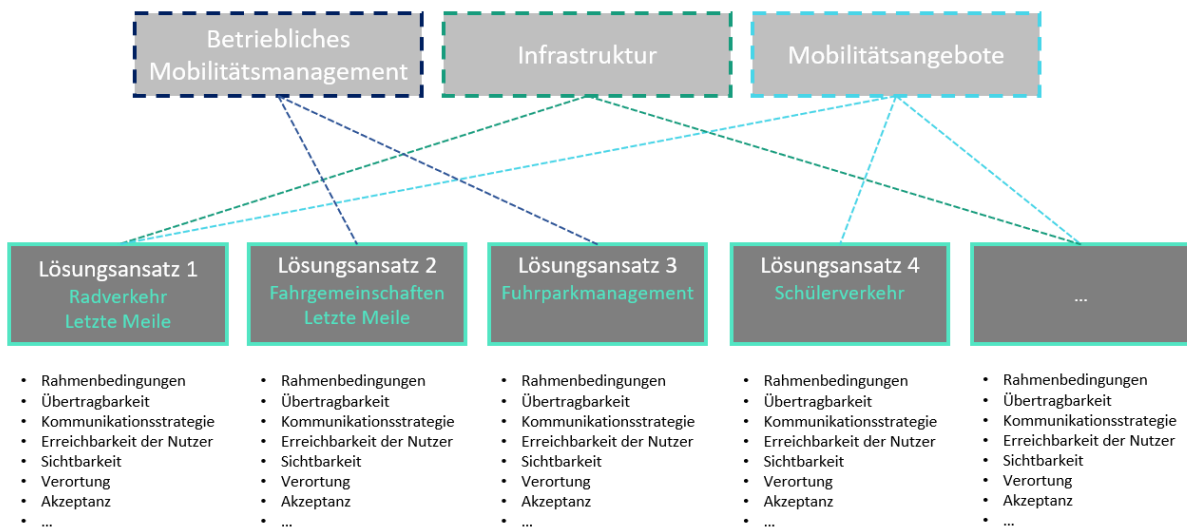 Betriebliches
Mobilitätsmanagement
Infrastruktur
Mobilitätsangebote
Lösungsansatz 1
Radverkehr
Letzte Meile
Lösungsansatz 2
Fahrgemeinschaften
Letzte Meile
Lösungsansatz 3
Fuhrparkmanagement
Lösungsansatz 4
Schülerverkehr
...
• Rahmenbedingungen
• Übertragbarkeit
• Kommunikationsstrategie
• Erreichbarkeit der Nutzer
• Sichtbarkeit
• Verortung
• Akzeptanz
• ...
• Rahmenbedingungen
• Übertragbarkeit
• Kommunikationsstrategie
• Erreichbarkeit der Nutzer
• Sichtbarkeit
• Verortung
• Akzeptanz
• ...
• Rahmenbedingungen
• Übertragbarkeit
• Kommunikationsstrategie
• Erreichbarkeit der Nutzer
• Sichtbarkeit
• Verortung
• Akzeptanz
• ...
• Rahmenbedingungen
• Übertragbarkeit
• Kommunikationsstrategie
• Erreichbarkeit der Nutzer
• Sichtbarkeit
• Verortung
• Akzeptanz
• ...
• Rahmenbedingungen
• Übertragbarkeit
• Kommunikationsstrategie
• Erreichbarkeit der Nutzer
• Sichtbarkeit
• Verortung
• Akzeptanz
• ...